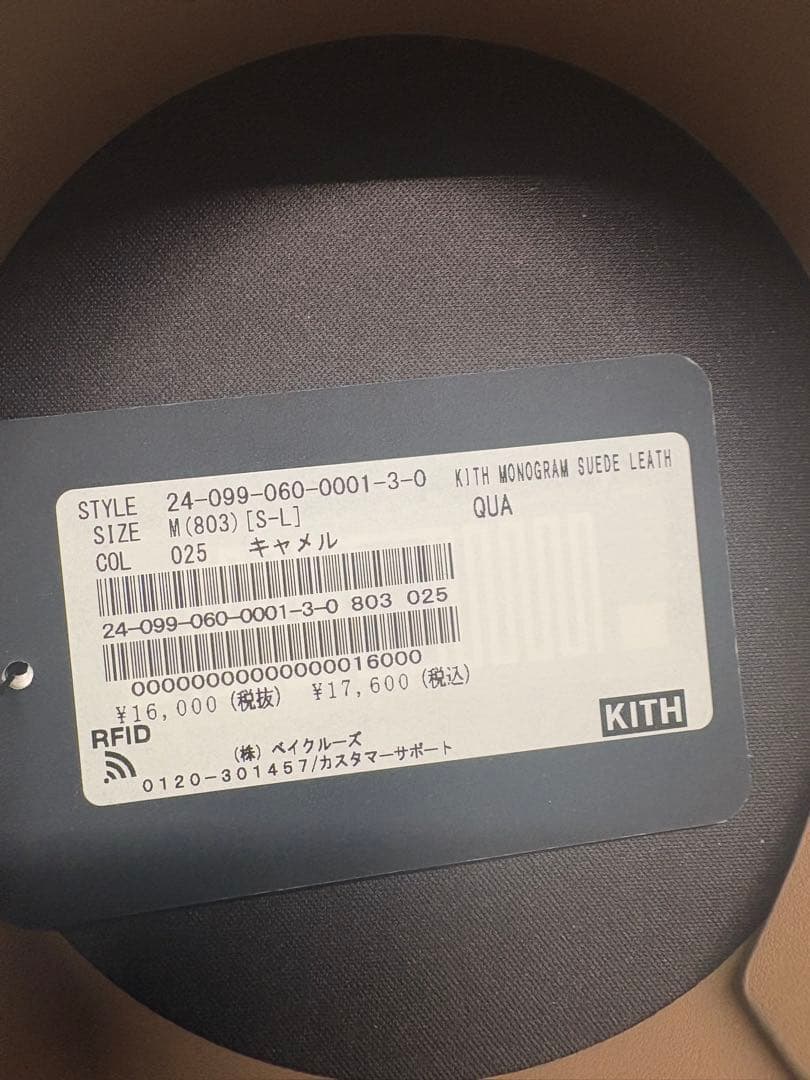 STYLE 24-099-060-0001-3-0 KITH MONOGRAM SUEDE LEATH
SIZE M(803)[S-L] QUA
COL 025 キャメル
24-099-060-0001-3-0 803 025
00000000000000016000
¥16,000(税抜) ¥17,600(税込)
RFID
KITH
(株)ベイクルーズ
0120-301457/カスタマーサポート